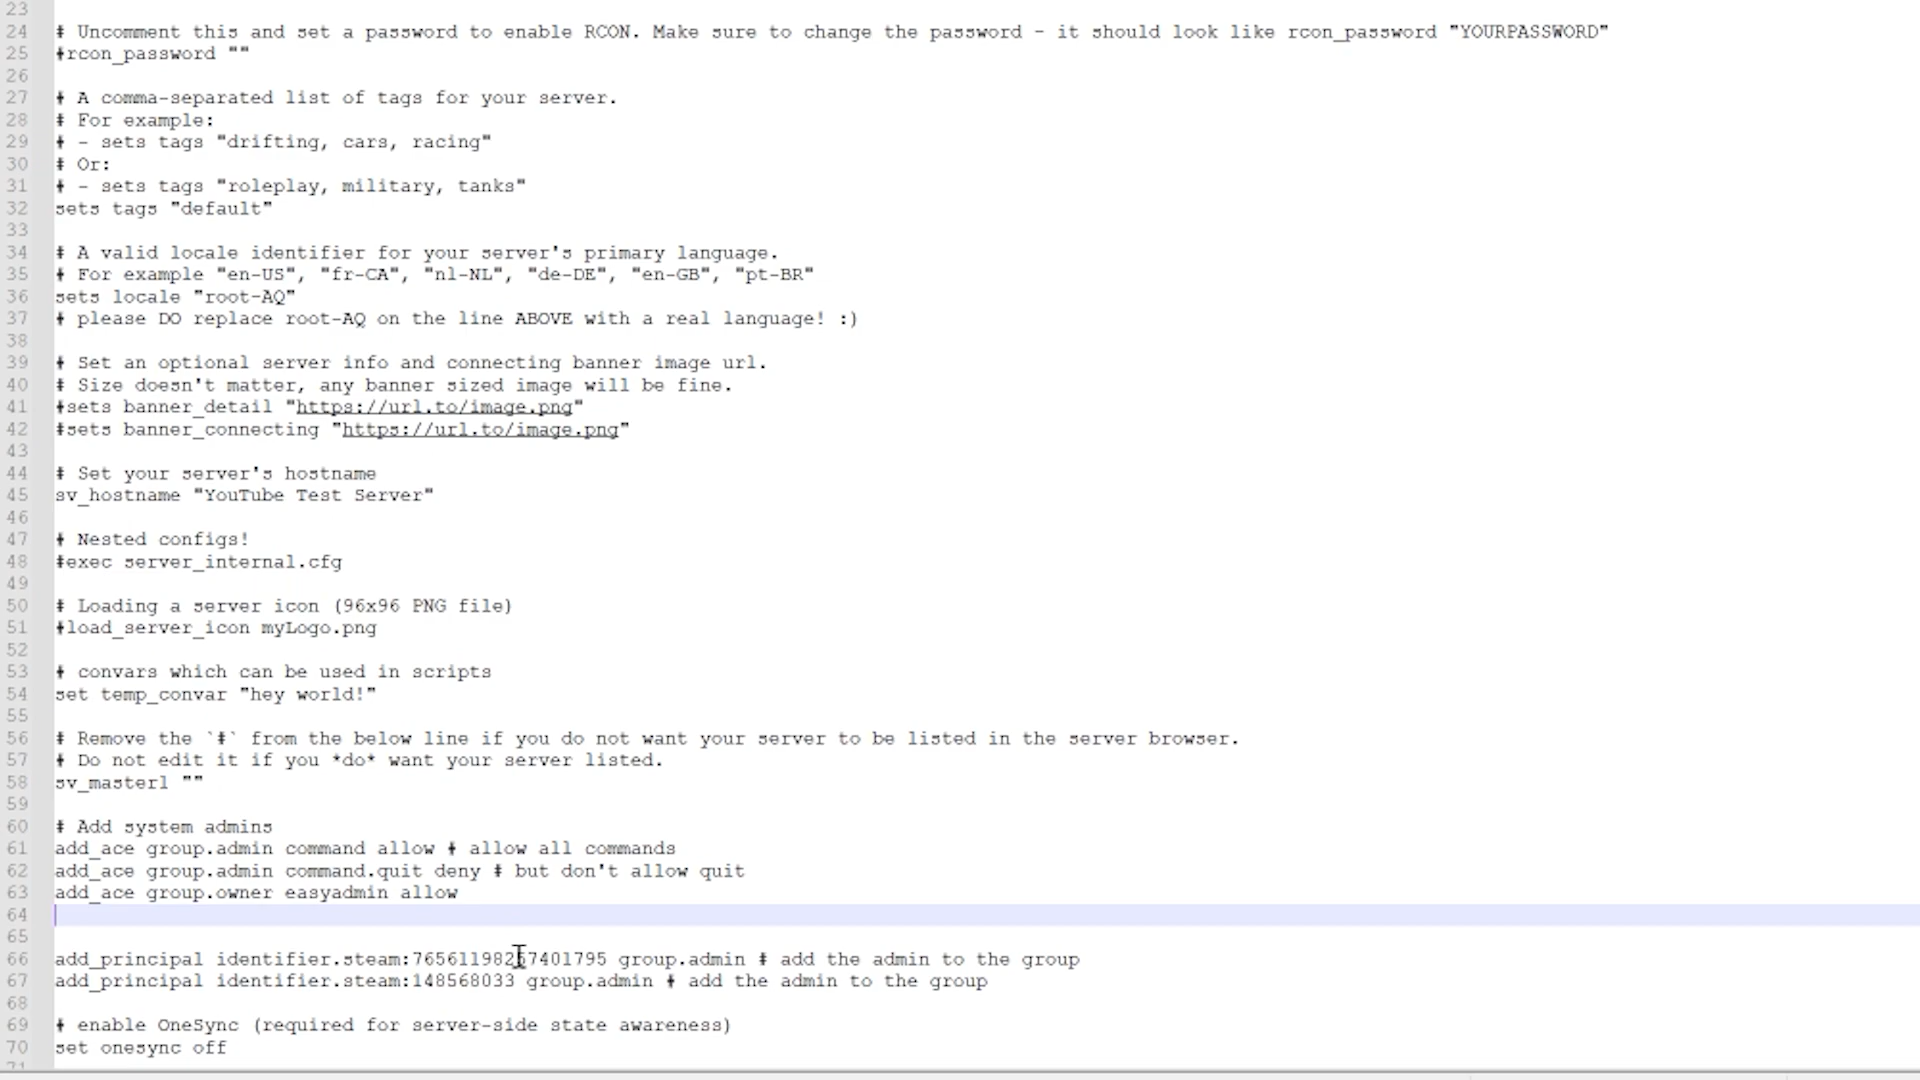 23
24 # Uncomment this and set a password to enable RCON. Make sure to change the password - it should look like rcon_password "YOURPASSWORD"
25 #rcon_password ""
26
27 # A comma-separated list of tags for your server.
28 # For example:
29 # - sets tags "drifting, cars, racing"
30 # Or:
31 # - sets tags "roleplay, military, tanks"
32 sets tags "default"
33
34 # A valid locale identifier for your server's primary language.
35 # For example "en-US", "fr-CA", "nl-NL", "de-DE", "en-GB", "pt-BR"
36 sets locale "root-AQ"
37 # please DO replace root-AQ on the line ABOVE with a real language! :)
38
39 # Set an optional server info and connecting banner image url.
40 # Size doesn't matter, any banner sized image will be fine.
41 #sets banner_detail "https://url.to/image.png"
42 #sets banner_connecting "https://url.to/image.png"
43
44 # Set your server's hostname
45 sv_hostname "YouTube Test Server"
46
47 # Nested configs!
48 #exec server_internal.cfg
49
50 # Loading a server icon (96x96 PNG file)
51 #load_server_icon myLogo.png
52
53 # convars which can be used in scripts
54 set temp_convar "hey world!"
55
56 # Remove the `#` from the below line if you do not want your server to be listed in the server browser.
57 # Do not edit it if you *do* want your server listed.
58 sv_master1 ""
59
60 # Add system admins
61 add_ace group.admin command allow # allow all commands
62 add_ace group.admin command.quit deny # but don't allow quit
63 add_ace group.owner easyadmin allow
64
65
66 add_principal group.admin # add the admin to the group
67 add_principal identifier.steam:148568033 group.admin # add the admin to the group
68
69 # enable OneSync (required for server-side state awareness)
70 set onesync off
71